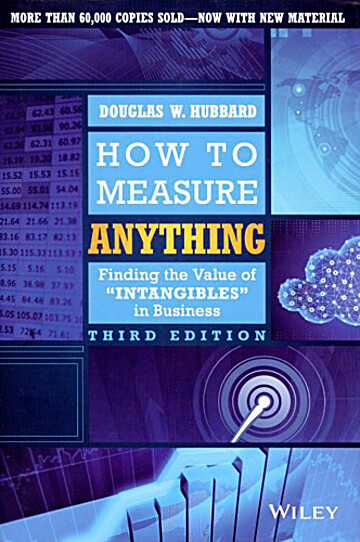 MORE THAN 60,000 COPIES SOLD—NOW WITH NEW MATERIAL
DOUGLAS W. HUBBARD
HOW TO
MEASURE
ANYTHING
Finding the Value of
“INTANGIBLES”
in Business
THIRD EDITION
WILEY